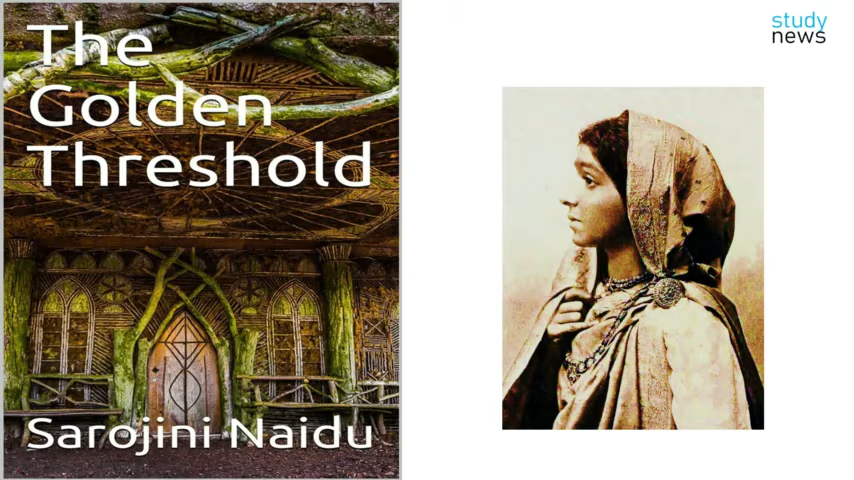 The
Golden
Threshold
Sarojini Naidu
study
news